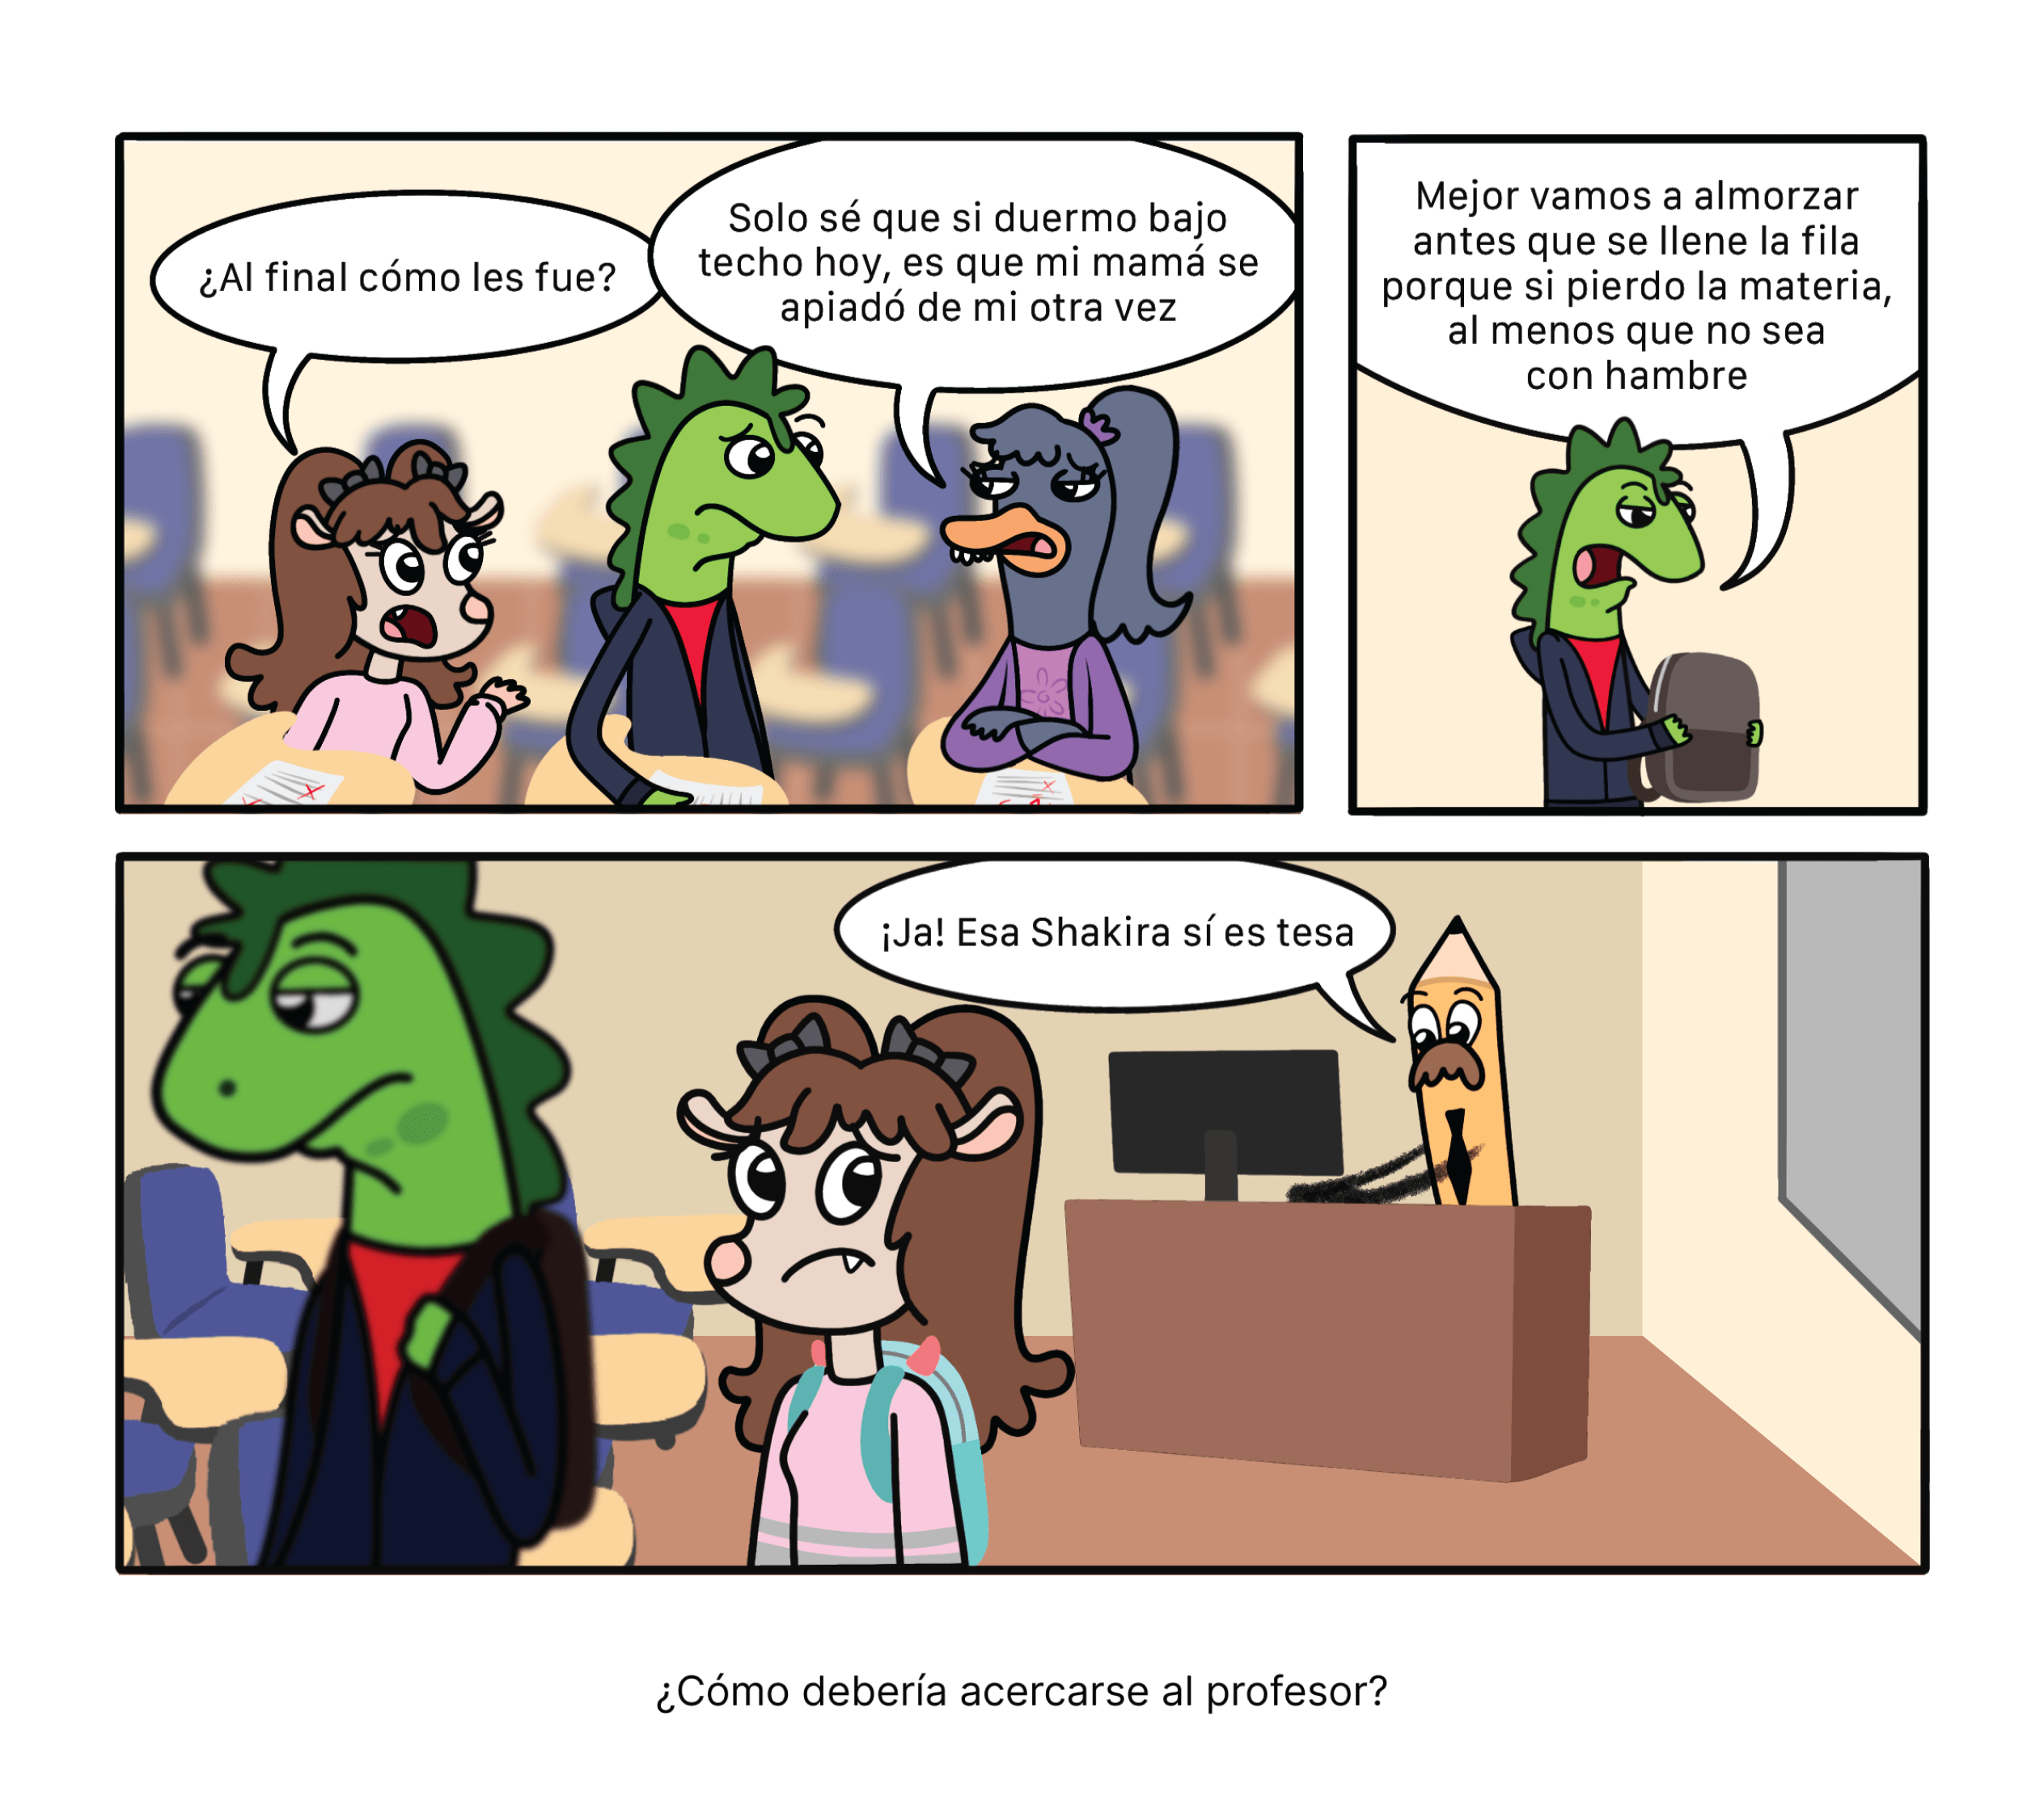 ¿Al final cómo les fue?
Solo sé que si duermo bajo
techo hoy, es que mi mamá se
apiadó de mi otra vez
Mejor vamos a almorzar
antes que se llene la fila
porque si pierdo la materia,
al menos que no sea
con hambre
¡Ja! Esa Shakira sí es tesa
¿Cómo debería acercarse al profesor?